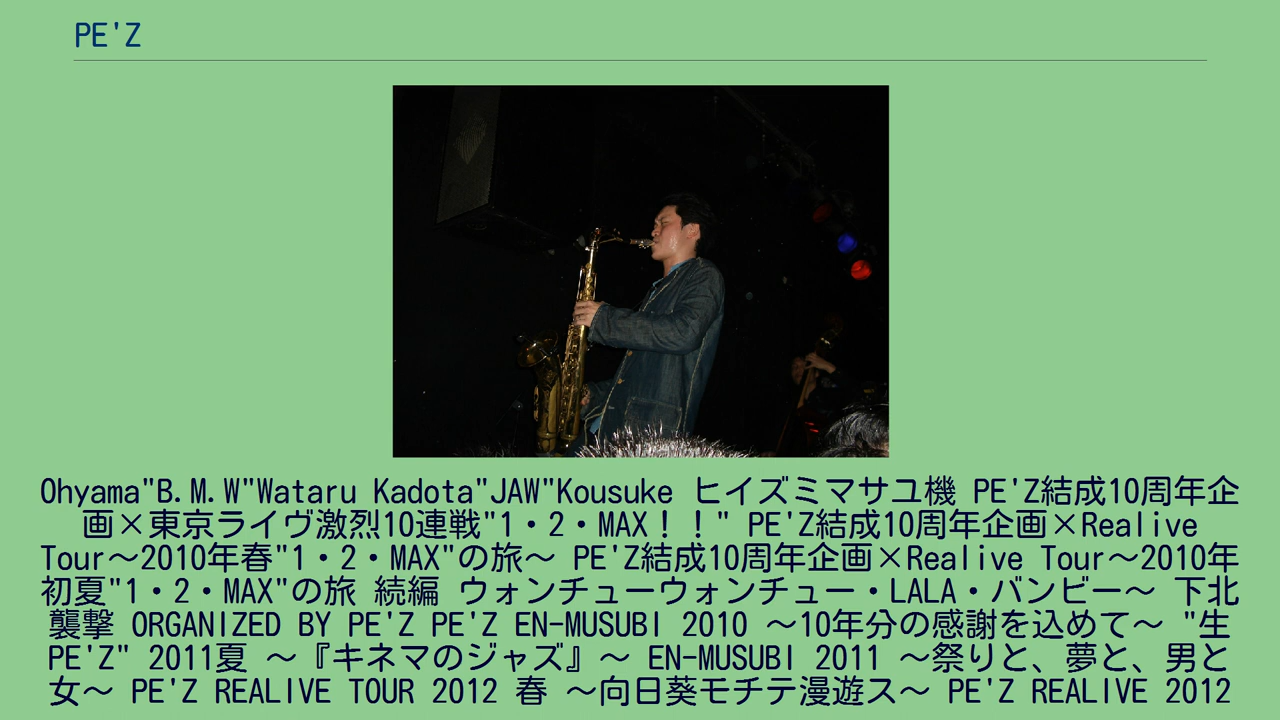 PE'Z
Ohyama"B.M.W"Wataru Kadota"JAW"Kousuke ヒイズミマサユ機 PE'Z結成10周年企
画×東京ライヴ激烈10連戦"1・2・MAX！！" PE'Z結成10周年企画×Realive
Tour～2010年春"1・2・MAX"の旅～ PE'Z結成10周年企画×Realive Tour～2010年
初夏"1・2・MAX"の旅 続編 ウォンチューウォンチュー・LALA・バンビー～ 下北
襲撃 ORGANIZED BY PE'Z PE'Z EN-MUSUBI 2010 ～10年分の感謝を込めて～ "生
PE'Z" 2011夏 ～『キネマのジャズ』～ EN-MUSUBI 2011 ～祭りと、夢と、男と
女～ PE'Z REALIVE TOUR 2012 春 ～向日葵モチテ漫遊ス～ PE'Z REALIVE 2012